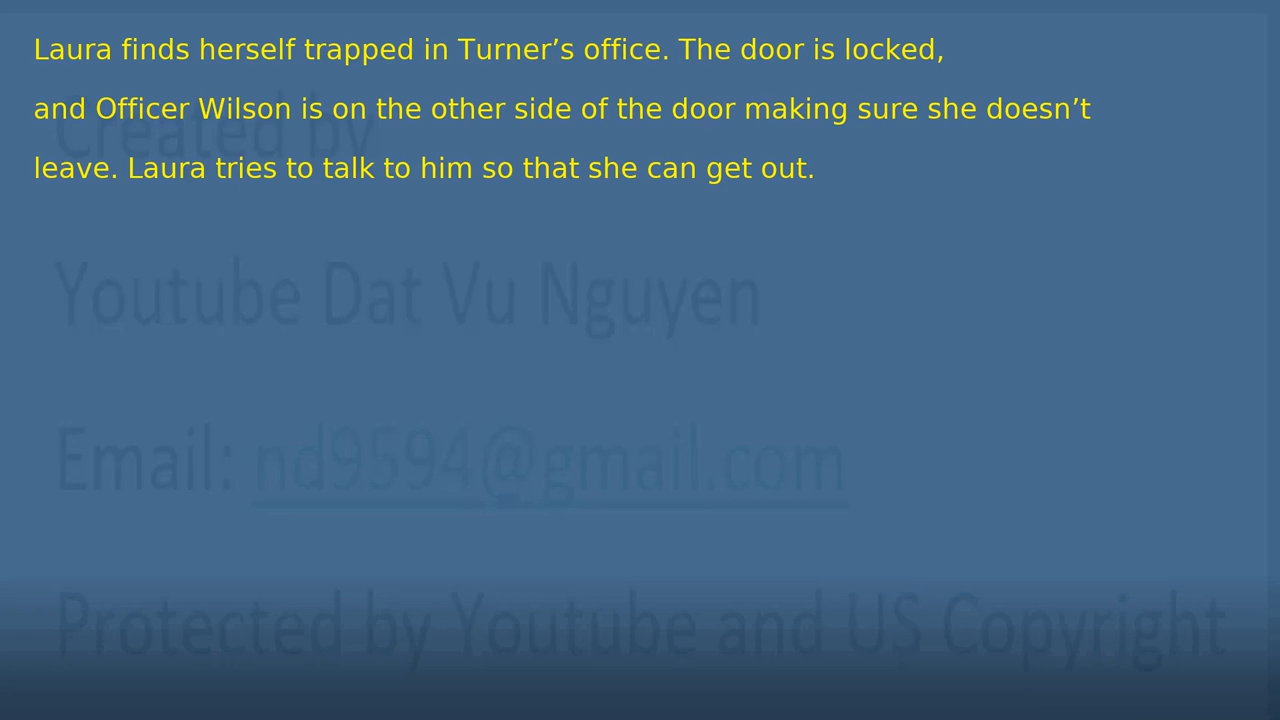 Laura finds herself trapped in Turner’s office. The door is locked,
and Officer Wilson is on the other side of the door making sure she doesn’t
Created by
leave. Laura tries to talk to him so that she can get out.
Youtube Dat Vu Nguyen
Email: nd9594@gmail.com
Protected by Youtube and US Copyright